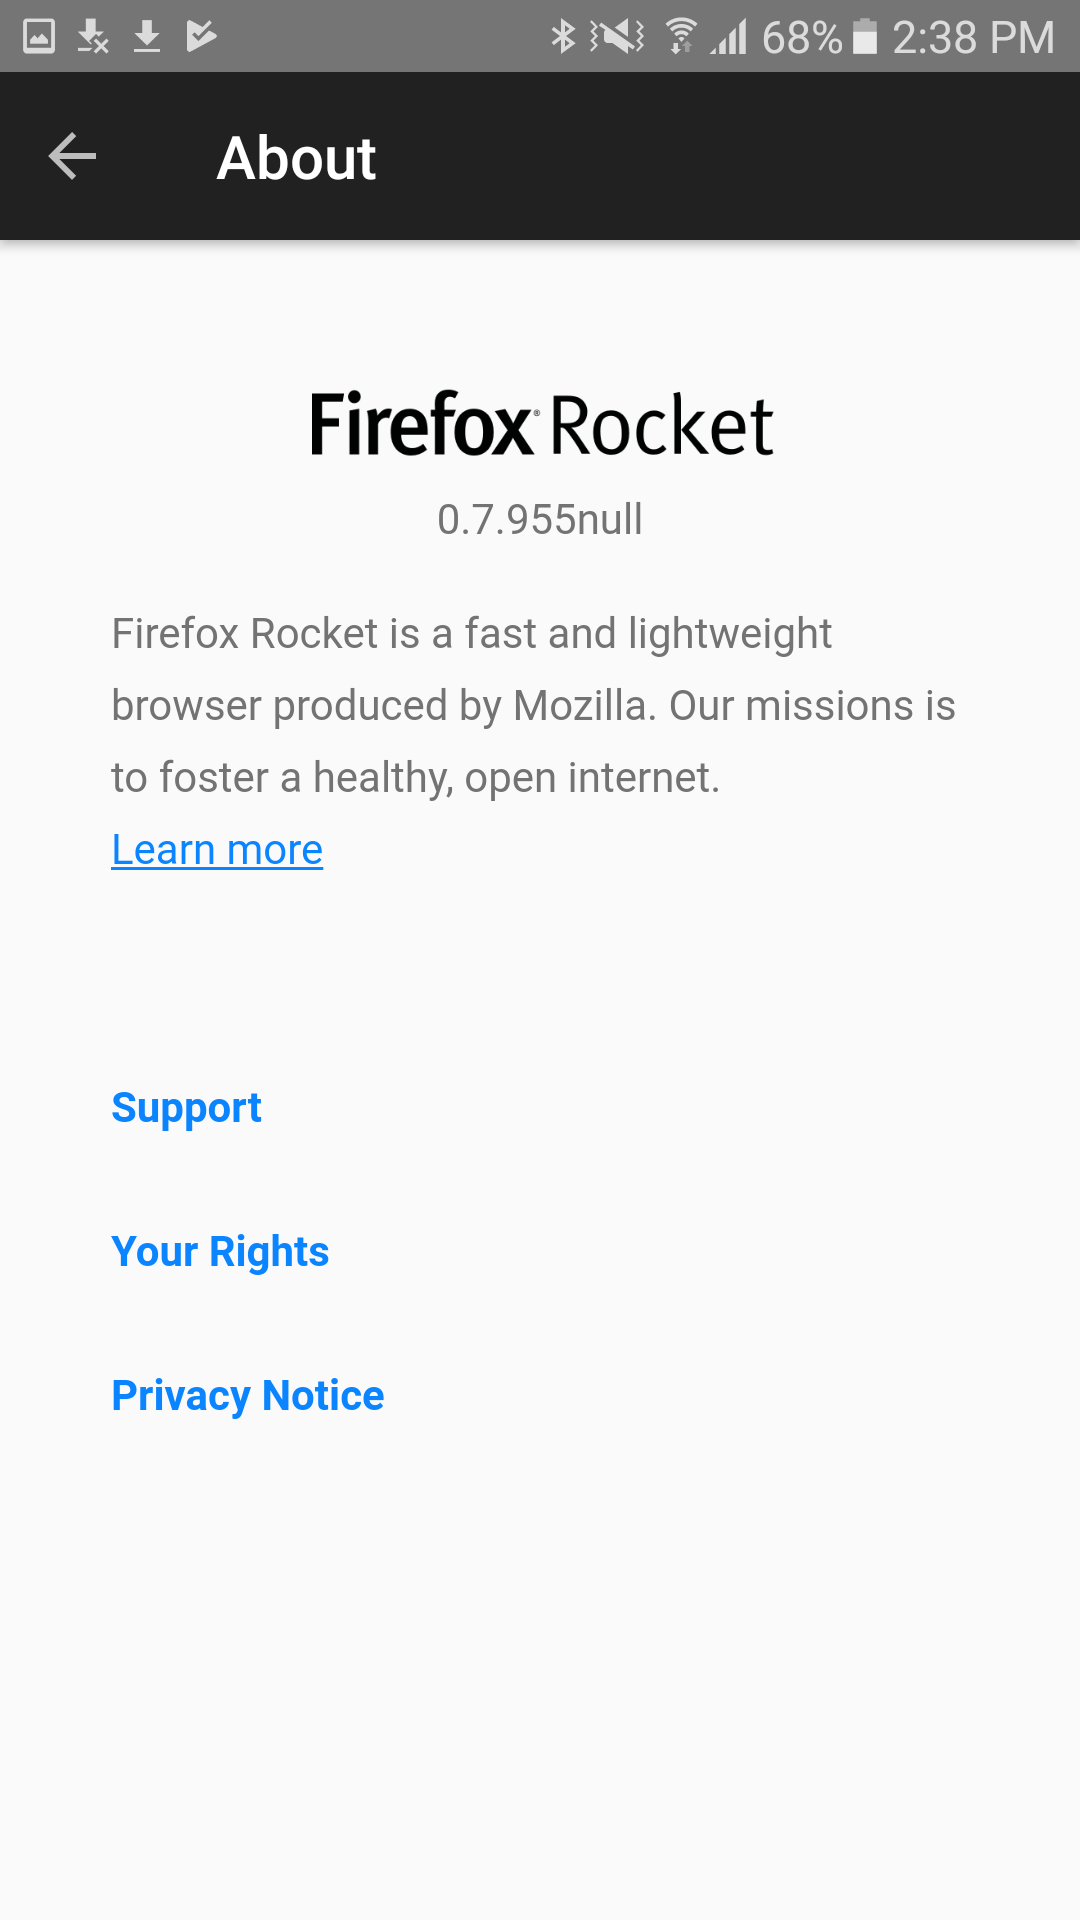 68% 2:38 PM
About
Firefox® Rocket
0.7.955null
Firefox Rocket is a fast and lightweight
browser produced by Mozilla. Our missions is
to foster a healthy, open internet.
Learn more
Support
Your Rights
Privacy Notice